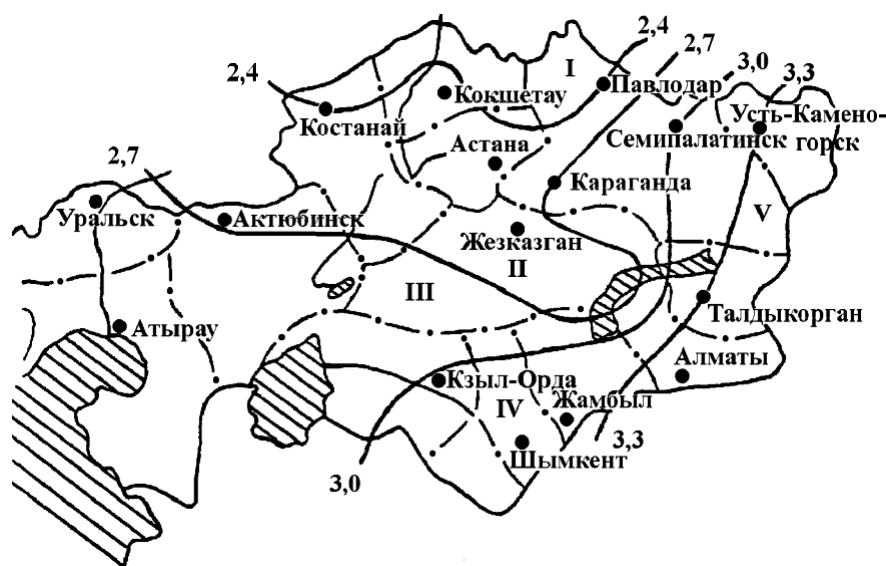 2,4
2,7
3,0
3,3
I
2,4
Кокшетау
Павлодар
Костанай
Усть-Камено-
горск
Семипалатинск
Астана
2,7
Караганда
Уральск
Актюбинск
V
Жезказган
II
III
Талдыкорган
Атырау
Алматы
Кзыл-Орда
Жамбыл
IV
3,3
Шымкент
3,0